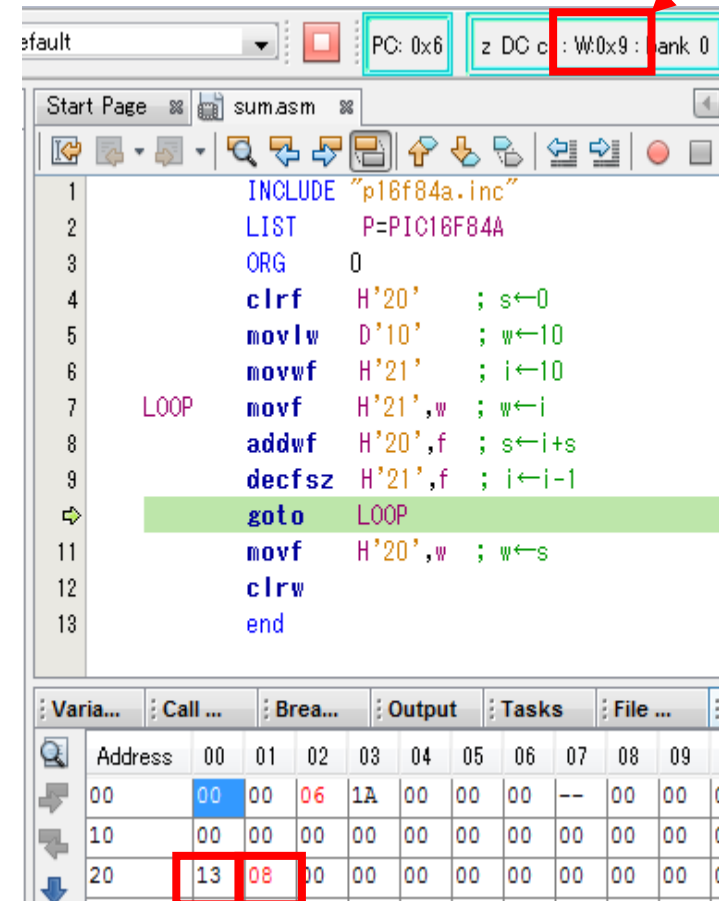 efault PC: 0x6 z DC c : W:0x9 : bank 0
Start Page sum.asm
1 INCLUDE "p16f84a.inc"
2 LIST P=PIC16F84A
3 ORG 0
4 clrf H'20' ; s←0
5 movlw D'10' ; w←10
6 movwf H'21' ; i←10
7 LOOP movf H'21',w ; w←i
8 addwf H'20',f ; s←i+s
9 decfsz H'21',f ; i←i-1
goto LOOP
11 movf H'20',w ; w←s
12 clrw
13 end
Varia... Call ... Brea... Output Tasks File ...
Address 00 01 02 03 04 05 06 07 08 09
00 00 00 06 1A 00 00 00 -- 00 00
10 00 00 00 00 00 00 00 00 00 00
20 13 08 00 00 00 00 00 00 00 00